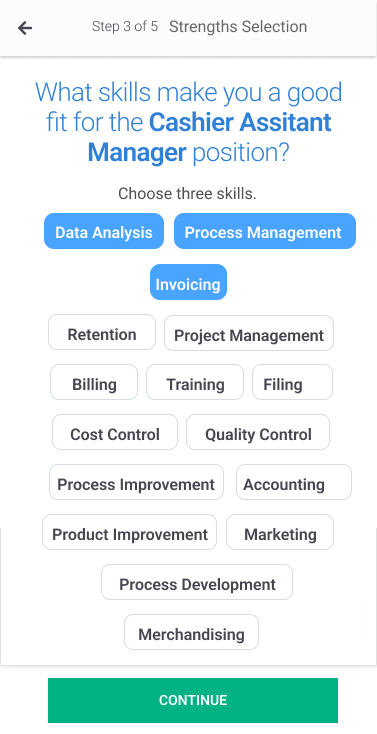 Step 3 of 5 Strengths Selection
What skills make you a good
fit for the Cashier Assitant
Manager position?
Choose three skills.
Data Analysis Process Management
Invoicing
Retention Project Management
Billing Training Filing
Cost Control Quality Control
Process Improvement Accounting
Product Improvement Marketing
Process Development
Merchandising
CONTINUE